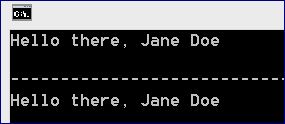 C:\.
Hello there, Jane Doe
---------------------------
Hello there, Jane Doe